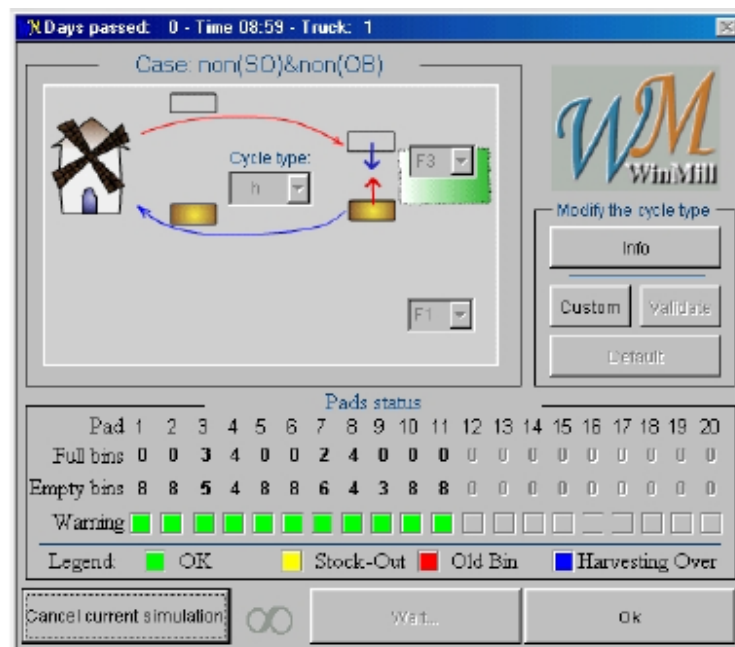 Days passed: 0 - Time 08:59 - Truck: 1
Case: non(SO)&non(OB)
Cycle type:
h
F3
F1
WM
WinMill
Modify the cycle type
Info
Custom Validate
Default
Pads status
Pad 1 2 3 4 5 6 7 8 9 10 11 12 13 14 15 16 17 18 19 20
Full bins 0 0 3 4 0 0 2 4 0 0 0 0 0 0 0 0 0 0 0 0
Empty bins 8 8 5 4 8 8 6 4 3 8 8 0 0 0 0 0 0 0 0 0
Warning
Legend: OK Stock-Out Old Bin Harvesting Over
Cancel current simulation Wait... Ok